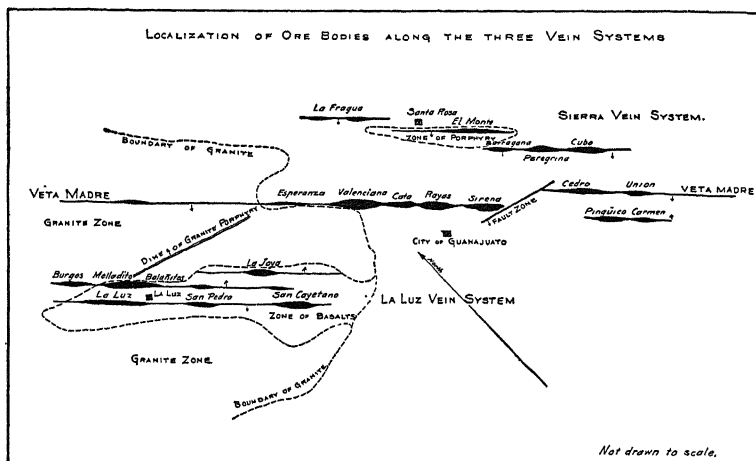 LOCALIZATION OF ORE BODIES ALONG THE THREE VEIN SYSTEMS
La Fragua
Santa Rosa
El Monte
SIERRA VEIN SYSTEM.
ZONE OF PORPHYRY
BOUNDARY OF GRANITE
Barragana
Cubo
Peregrina
VETA MADRE
Esperanza
Valenciana
Cata
Rayas
Sirena
Cedro
Union
VETA MADRE
GRANITE ZONE
DIKE OF GRANITE PORPHYRY
FAULT ZONE
Pingüico Carmen
CITY OF GUANAJUATO
La Joya
Burgos
Melladito
Bolañitos
La Luz
LA LUZ
San Pedro
San Cayetano
LA LUZ VEIN SYSTEM
ZONE OF BASALTS
GRANITE ZONE
BOUNDARY OF GRANITE
Not drawn to scale.